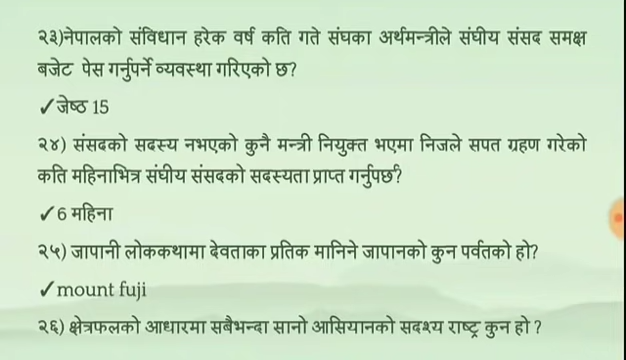 २३)नेपालको संविधान हरेक वर्ष कति गते संघका अर्थमन्त्रीले संघीय संसद समक्ष
बजेट पेस गर्नुपर्ने व्यवस्था गरिएको छ?
✓जेष्ठ 15
२४) संसदको सदस्य नभएको कुनै मन्त्री नियुक्त भएमा निजले सपत ग्रहण गरेको
कति महिनाभित्र संघीय संसदको सदस्यता प्राप्त गर्नुपर्छ?
✓6 महिना
२५) जापानी लोककथामा देवताका प्रतिक मानिने जापानको कुन पर्वतको हो?
✓mount fuji
२६) क्षेत्रफलको आधारमा सबैभन्दा सानो आसियानको सदश्य राष्ट्र कुन हो ?